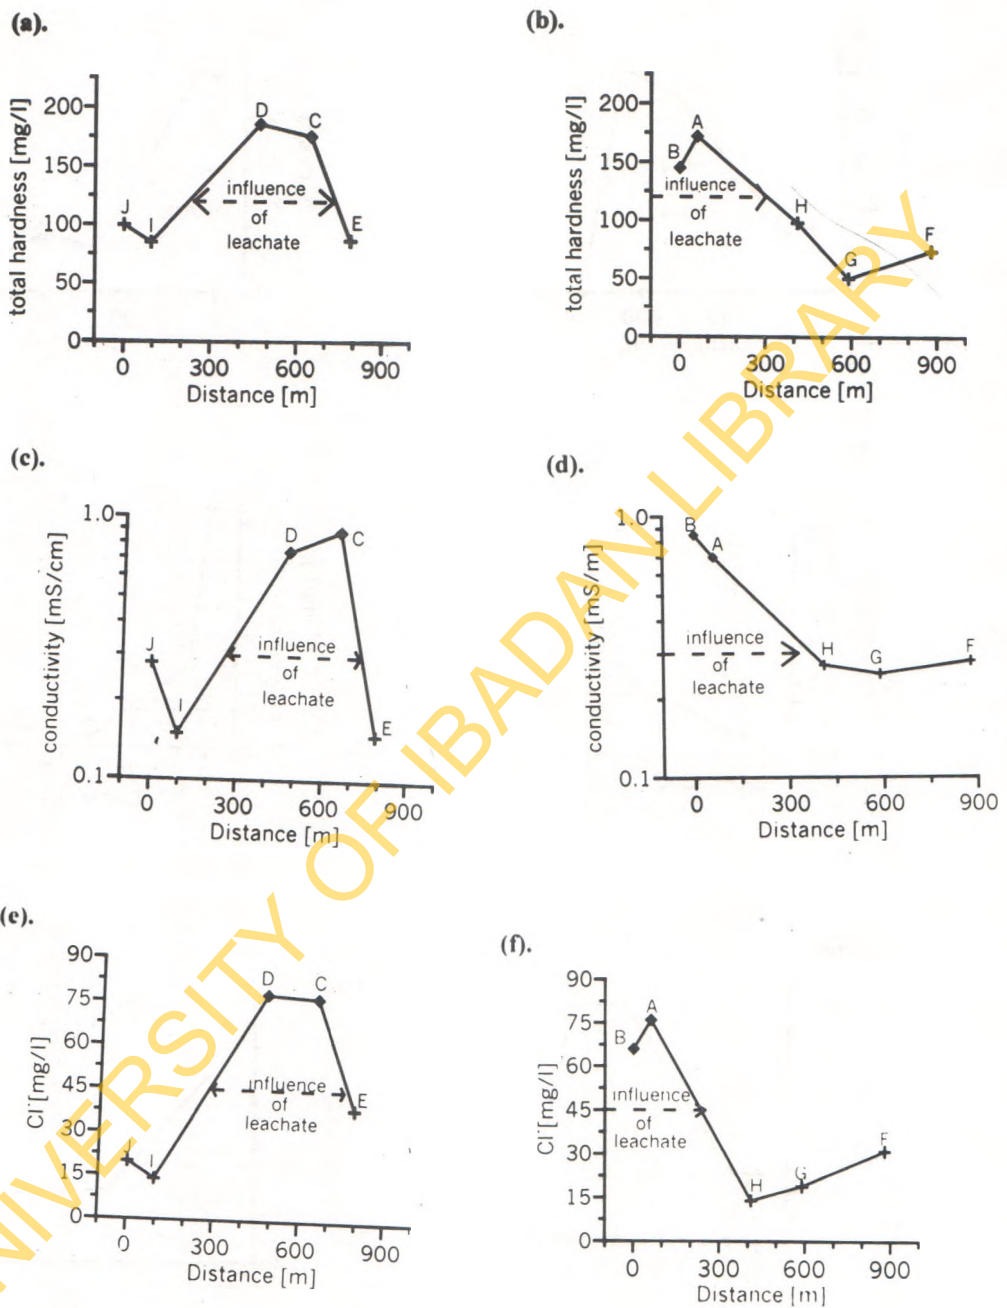 (a).
total hardness [mg/l]
200
150
100
50
0
J
I
D
C
E
influence
of
leachate
0 300 600 900
Distance [m]
(b).
total hardness [mg/l]
200
150
100
50
0
B
A
H
G
F
influence
of
leachate
0 300 600 900
Distance [m]
(c).
conductivity [mS/cm]
1.0
0.1
J
I
D
C
E
influence
of
leachate
0 300 600 900
Distance [m]
(d).
conductivity [mS/m]
1.0
0.1
B
A
H
G
F
influence
of
leachate
0 300 600 900
Distance [m]
(e).
Cl⁻[mg/l]
90
75
60
45
30
15
0
J
I
D
C
E
influence
of
leachate
0 300 600 900
Distance [m]
(f).
Cl⁻[mg/l]
90
75
60
45
30
15
0
B
A
H
G
F
influence
of
leachate
0 300 600 900
Distance [m]
UNIVERSITY OF IBADAN LIBRARY